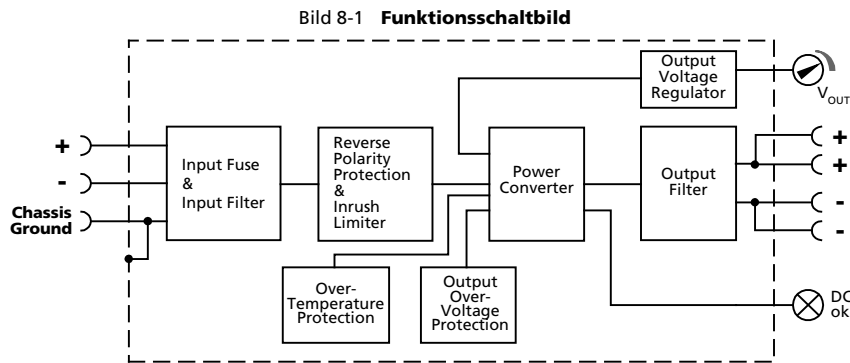 Bild 8-1 Funktionsschaltbild
Output
Voltage
Regulator
VOUT
+
-
Chassis
Ground
Input Fuse
&
Input Filter
Reverse
Polarity
Protection
&
Inrush
Limiter
Power
Converter
Output
Filter
+
+
-
-
Over-
Temperature
Protection
Output
Over-
Voltage
Protection
DC
ok